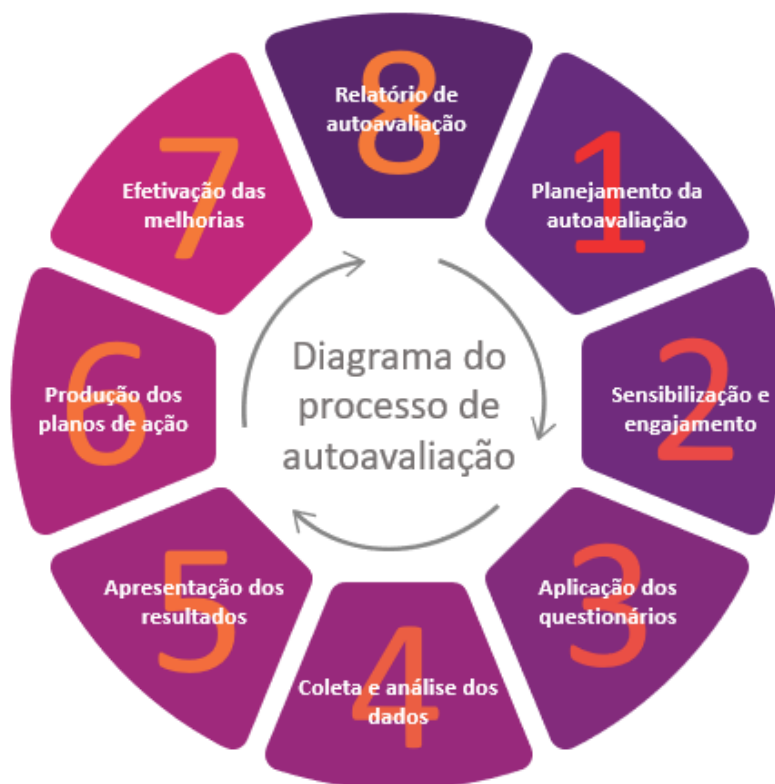 8
Relatório de
autoavaliação
1
Planejamento da
autoavaliação
2
Sensibilização e
engajamento
3
Aplicação dos
questionários
4
Coleta e análise dos
dados
5
Apresentação dos
resultados
6
Produção dos
planos de ação
7
Efetivação das
melhorias
Diagrama do
processo de
autoavaliação